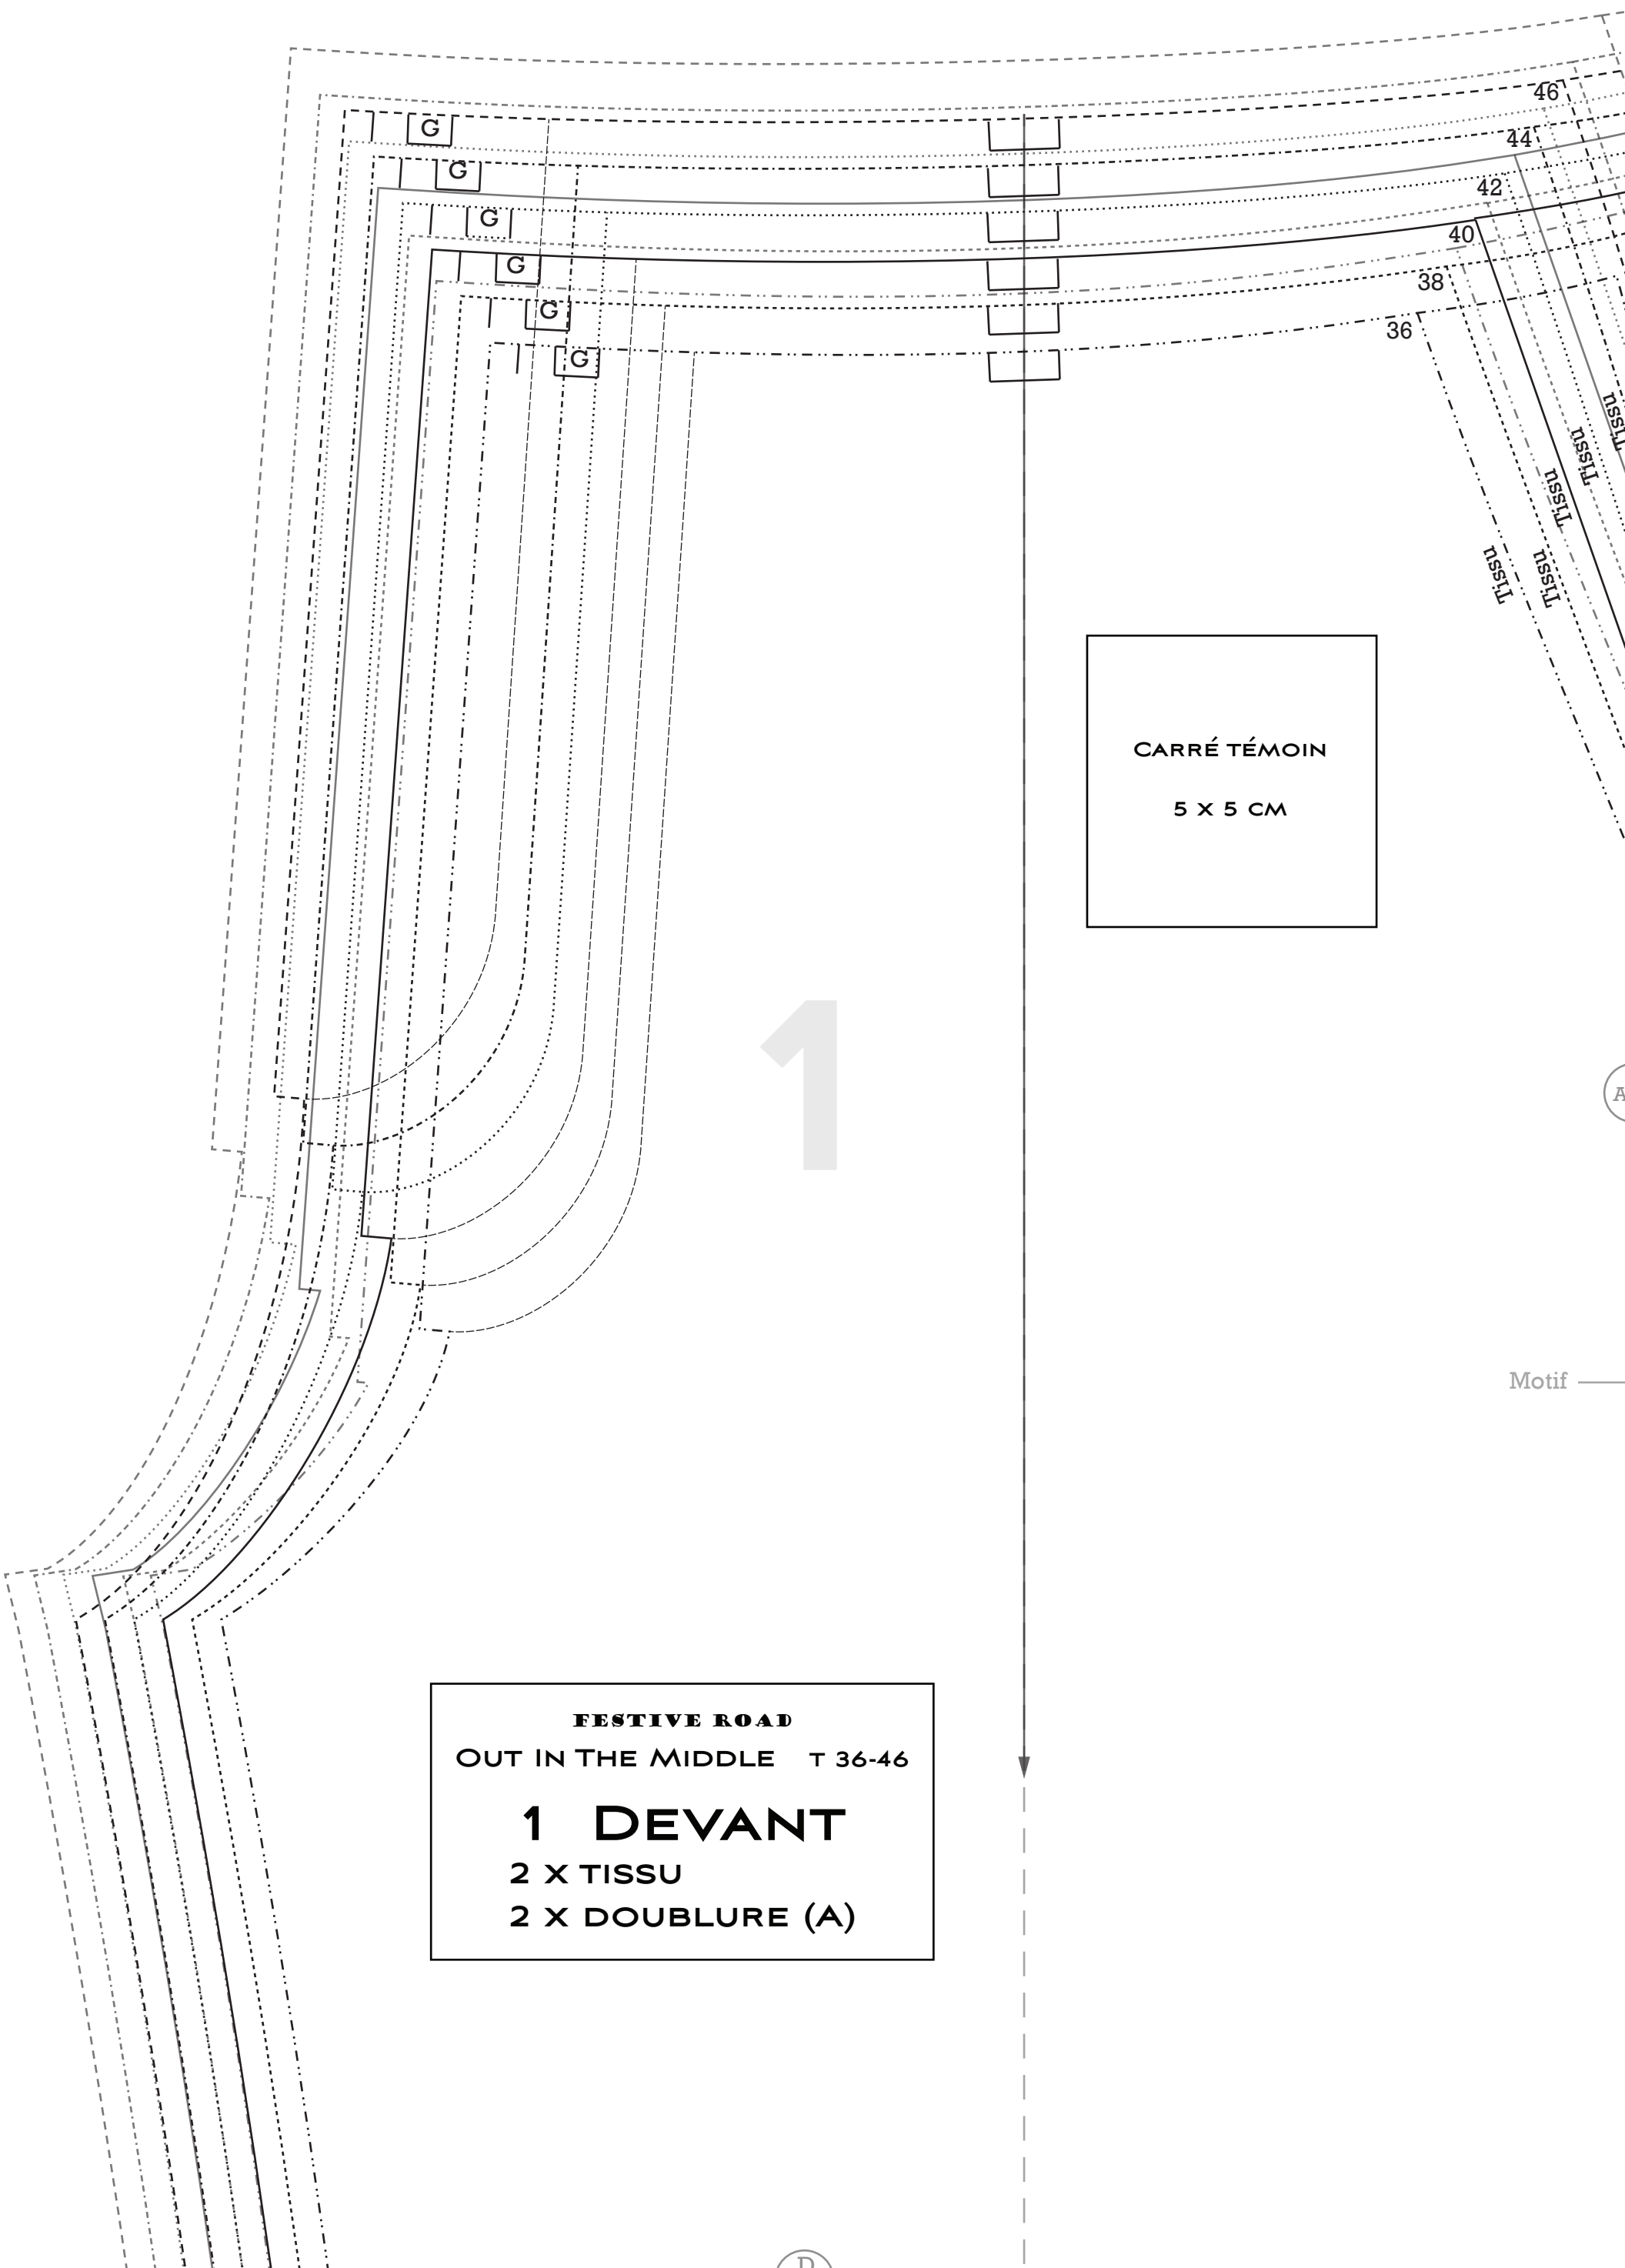 46
G
44
G
42
G
40
G
38
G
36
G
Tissu
Tissu
Tissu
Tissu
Tissu
CARRÉ TÉMOIN
5 X 5 CM
1
A
Motif
FESTIVE ROAD
OUT IN THE MIDDLE T 36-46
1 DEVANT
2 X TISSU
2 X DOUBLURE (A)